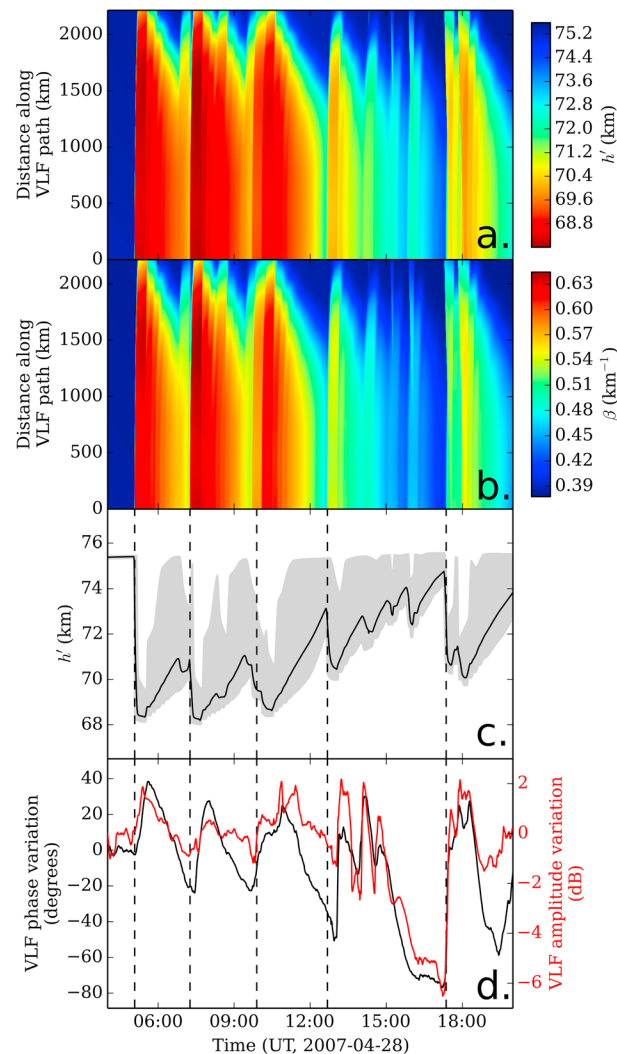 2000
1500
1000
500
0
Distance along
VLF path (km)
a.
75.2
74.4
73.6
72.8
72.0
71.2
70.4
69.6
68.8
h′ (km)
2000
1500
1000
500
0
Distance along
VLF path (km)
b.
0.63
0.60
0.57
0.54
0.51
0.48
0.45
0.42
0.39
β (km⁻¹)
76
74
72
70
68
h′ (km)
c.
40
20
0
−20
−40
−60
−80
VLF phase variation
(degrees)
2
0
−2
−4
−6
VLF amplitude variation
(dB)
d.
06:00 09:00 12:00 15:00 18:00
Time (UT, 2007-04-28)